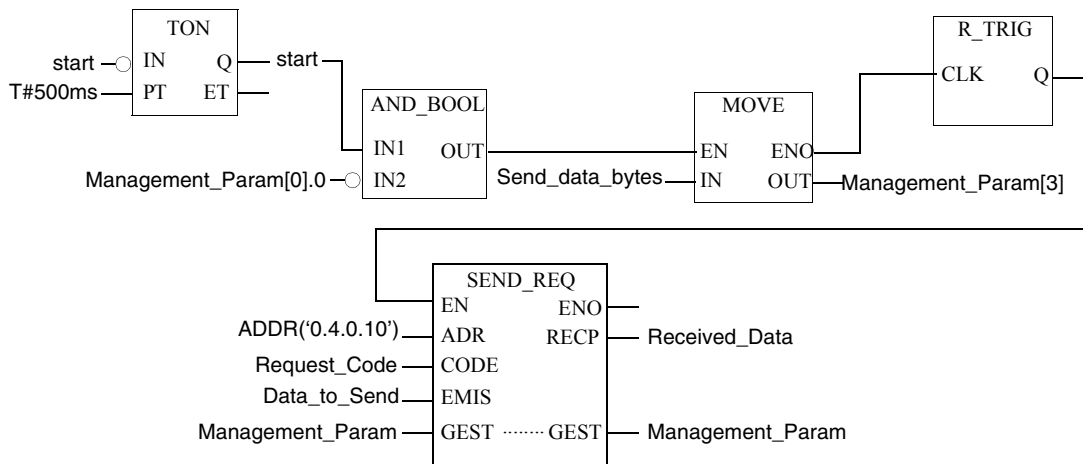 TON
start IN Q start
T#500ms PT ET
AND_BOOL
IN1 OUT
Management_Param[0].0 IN2
MOVE
EN ENO
Send_data_bytes IN OUT Management_Param[3]
R_TRIG
CLK Q
SEND_REQ
EN ENO
ADDR(‘0.4.0.10’) ADR RECP Received_Data
Request_Code CODE
Data_to_Send EMIS
Management_Param GEST GEST Management_Param